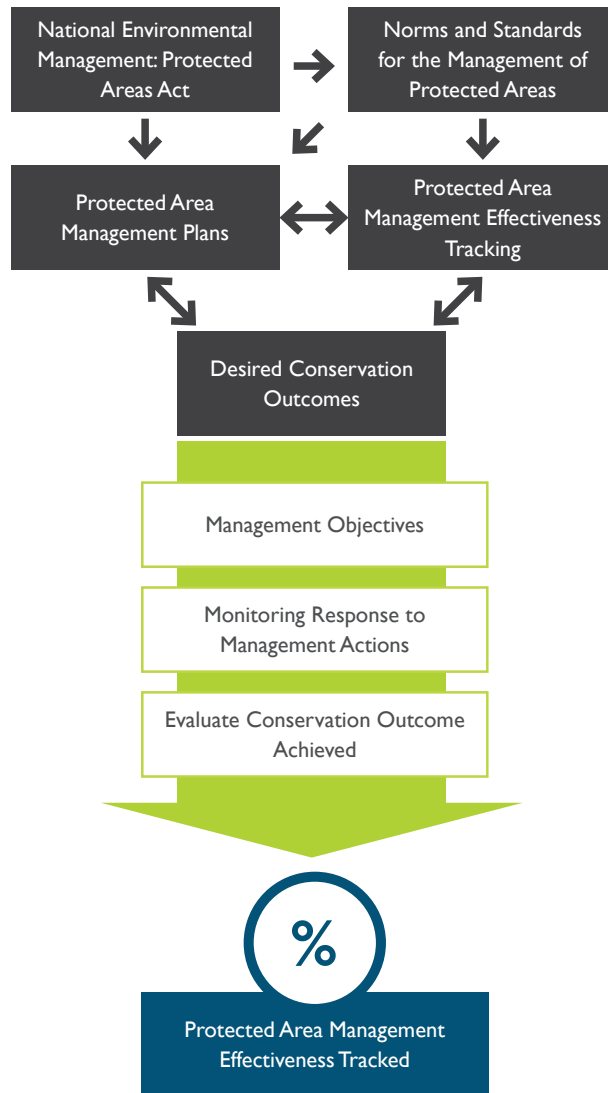 National Environmental
Management: Protected
Areas Act
Norms and Standards
for the Management of
Protected Areas
Protected Area
Management Plans
Protected Area
Management Effectiveness
Tracking
Desired Conservation
Outcomes
Management Objectives
Monitoring Response to
Management Actions
Evaluate Conservation Outcome
Achieved
%
Protected Area Management
Effectiveness Tracked